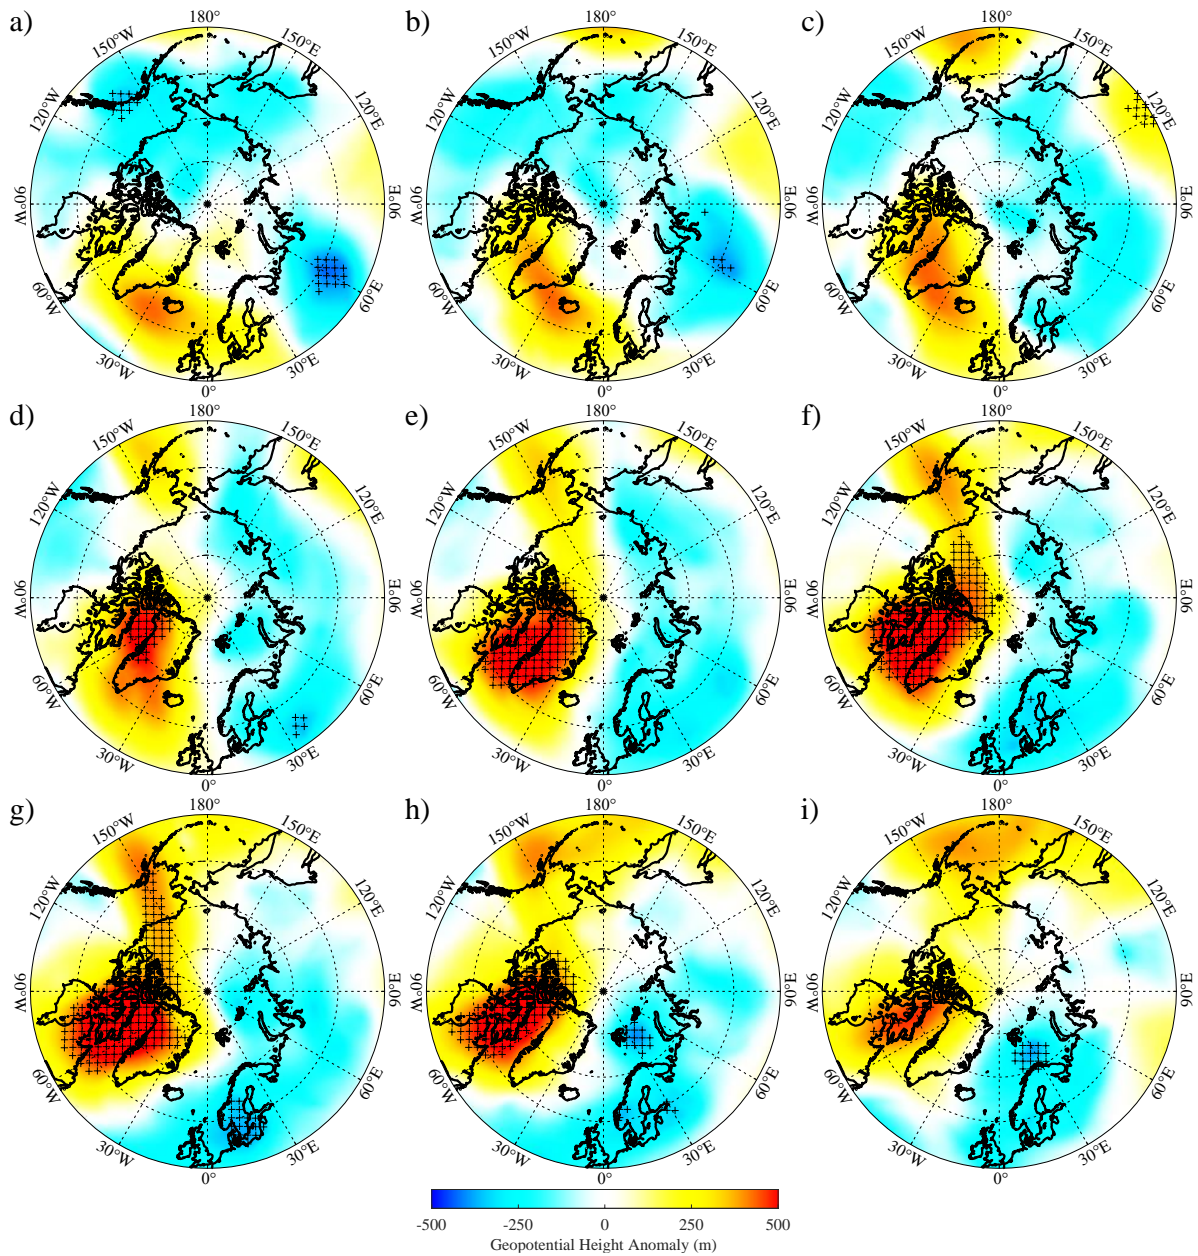 a) b) c)
180° 180° 180°
150°W 150°E 150°W 150°E 150°W 150°E
120°W 120°E 120°W 120°E 120°W 120°E
90°W 90°E 90°W 90°E 90°W 90°E
60°W 60°E 60°W 60°E 60°W 60°E
30°W 30°E 30°W 30°E 30°W 30°E
0° 0° 0°
d) e) f)
180° 180° 180°
150°W 150°E 150°W 150°E 150°W 150°E
120°W 120°E 120°W 120°E 120°W 120°E
90°W 90°E 90°W 90°E 90°W 90°E
60°W 60°E 60°W 60°E 60°W 60°E
30°W 30°E 30°W 30°E 30°W 30°E
0° 0° 0°
g) h) i)
180° 180° 180°
150°W 150°E 150°W 150°E 150°W 150°E
120°W 120°E 120°W 120°E 120°W 120°E
90°W 90°E 90°W 90°E 90°W 90°E
60°W 60°E 60°W 60°E 60°W 60°E
30°W 30°E 30°W 30°E 30°W 30°E
0° 0° 0°
-500 -250 0 250 500
Geopotential Height Anomaly (m)